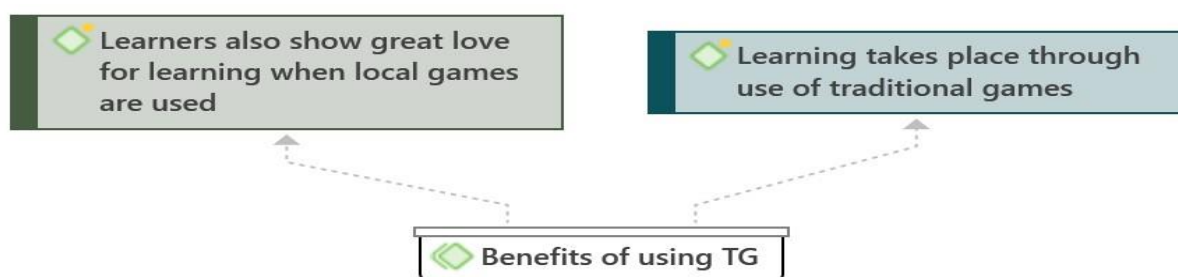 Learners also show great love
for learning when local games
are used
Learning takes place through
use of traditional games
Benefits of using TG